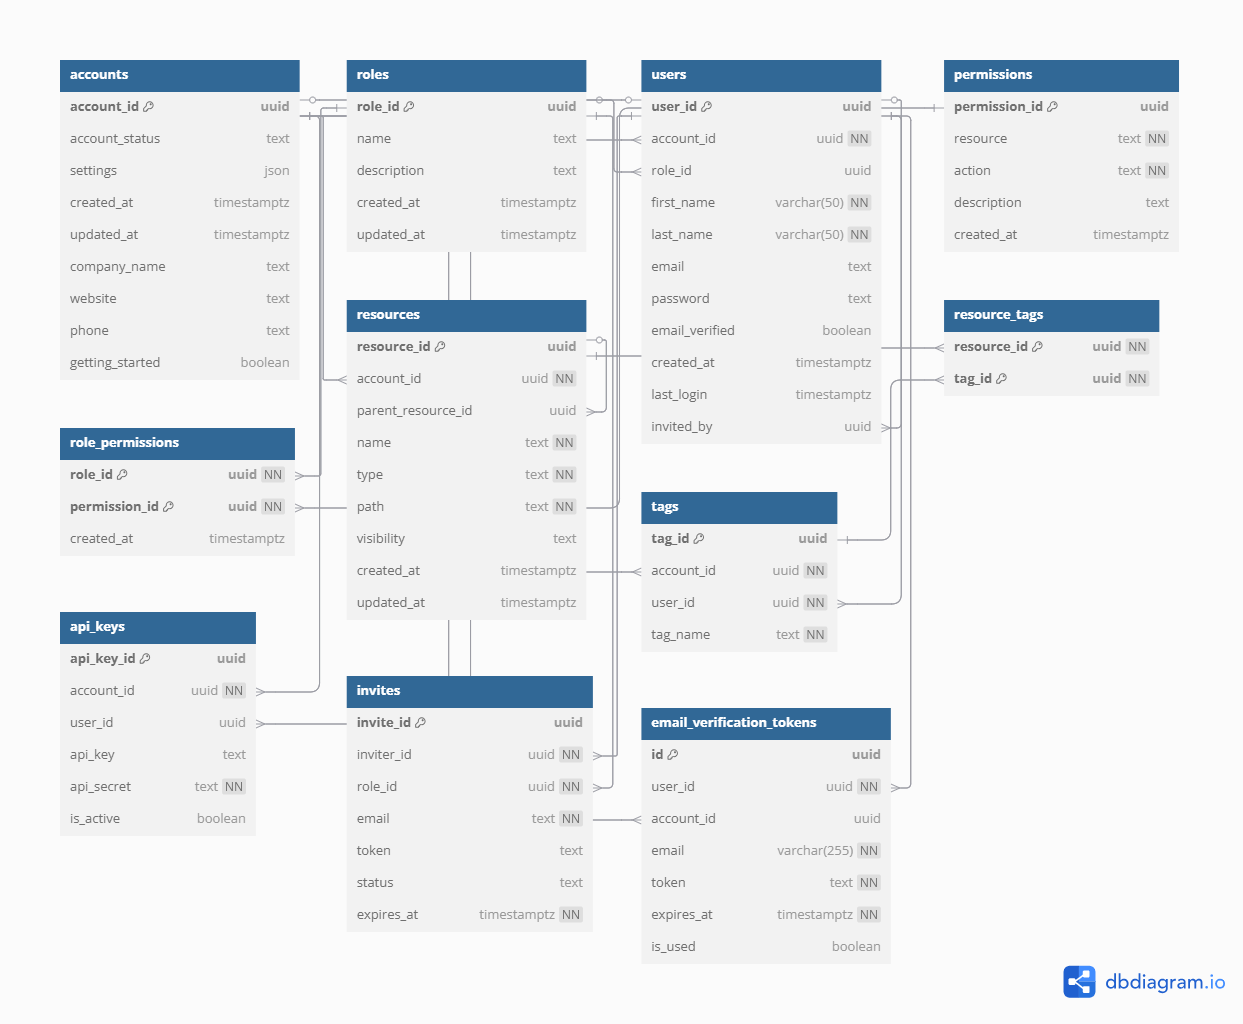 accounts
account_id uuid
account_status text
settings json
created_at timestamptz
updated_at timestamptz
company_name text
website text
phone text
getting_started boolean
roles
role_id uuid
name text
description text
created_at timestamptz
updated_at timestamptz
users
user_id uuid
account_id uuid NN
role_id uuid
first_name varchar(50) NN
last_name varchar(50) NN
email text
password text
email_verified boolean
created_at timestamptz
last_login timestamptz
invited_by uuid
permissions
permission_id uuid
resource text NN
action text NN
description text
created_at timestamptz
resources
resource_id uuid
account_id uuid NN
parent_resource_id uuid
name text NN
type text NN
path text NN
visibility text
created_at timestamptz
updated_at timestamptz
resource_tags
resource_id uuid NN
tag_id uuid NN
role_permissions
role_id uuid NN
permission_id uuid NN
created_at timestamptz
tags
tag_id uuid
account_id uuid NN
user_id uuid NN
tag_name text NN
api_keys
api_key_id uuid
account_id uuid NN
user_id uuid
api_key text
api_secret text NN
is_active boolean
invites
invite_id uuid
inviter_id uuid NN
role_id uuid NN
email text NN
token text
status text
expires_at timestamptz NN
email_verification_tokens
id uuid
user_id uuid NN
account_id uuid
email varchar(255) NN
token text NN
expires_at timestamptz NN
is_used boolean
dbdiagram.io